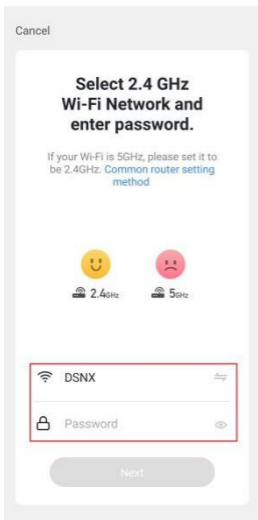 Cancel
Select 2.4 GHz
Wi-Fi Network and
enter password.
If your Wi-Fi is 5GHz, please set it to
be 2.4GHz. Common router setting
method
2.4GHz
5GHz
DSNX
Password
Next